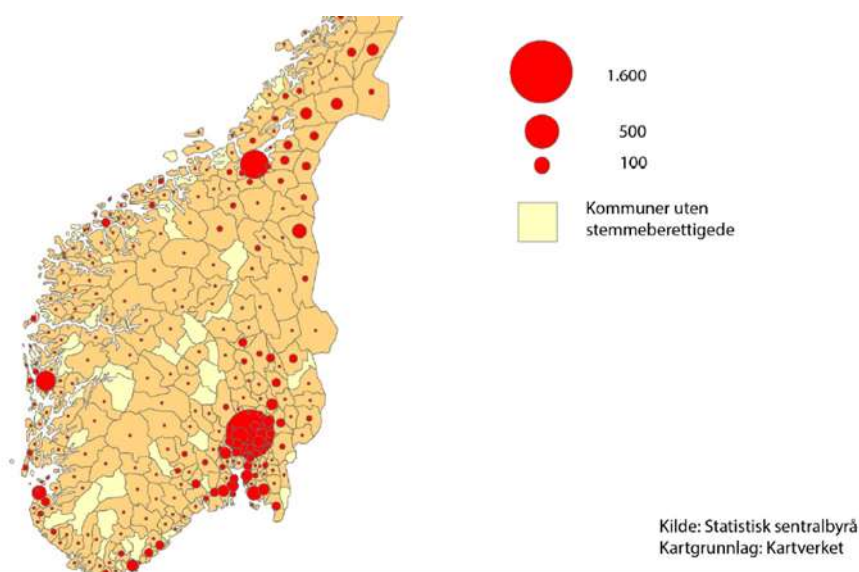 1.600
500
100
Kommuner uten
stemmeberettigede
Kilde: Statistisk sentralbyrå
Kartgrunnlag: Kartverket